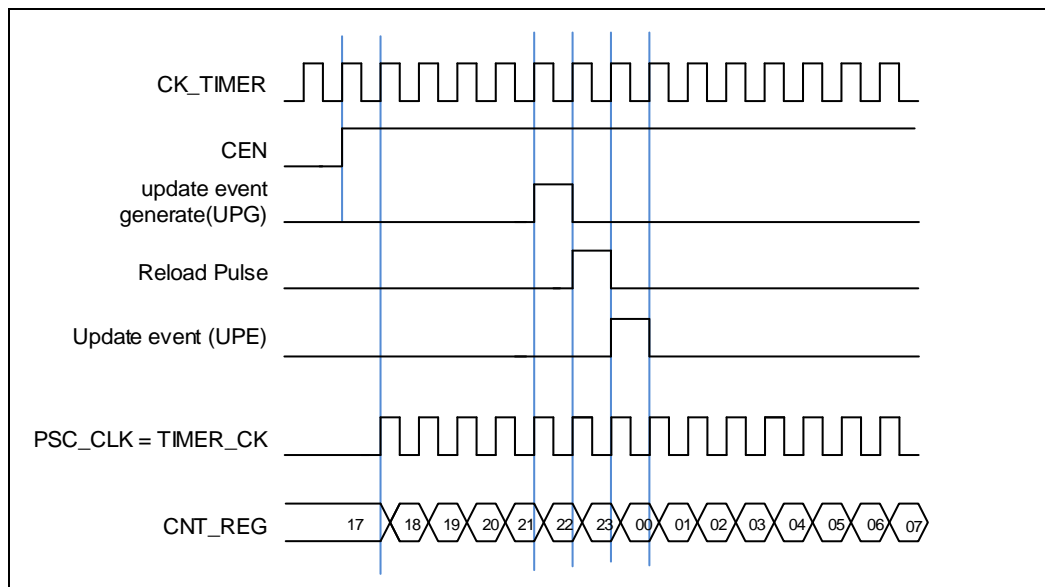 CK_TIMER
CEN
update event
generate(UPG)
Reload Pulse
Update event (UPE)
PSC_CLK = TIMER_CK
CNT_REG 17 18 19 20 21 22 23 00 01 02 03 04 05 06 07